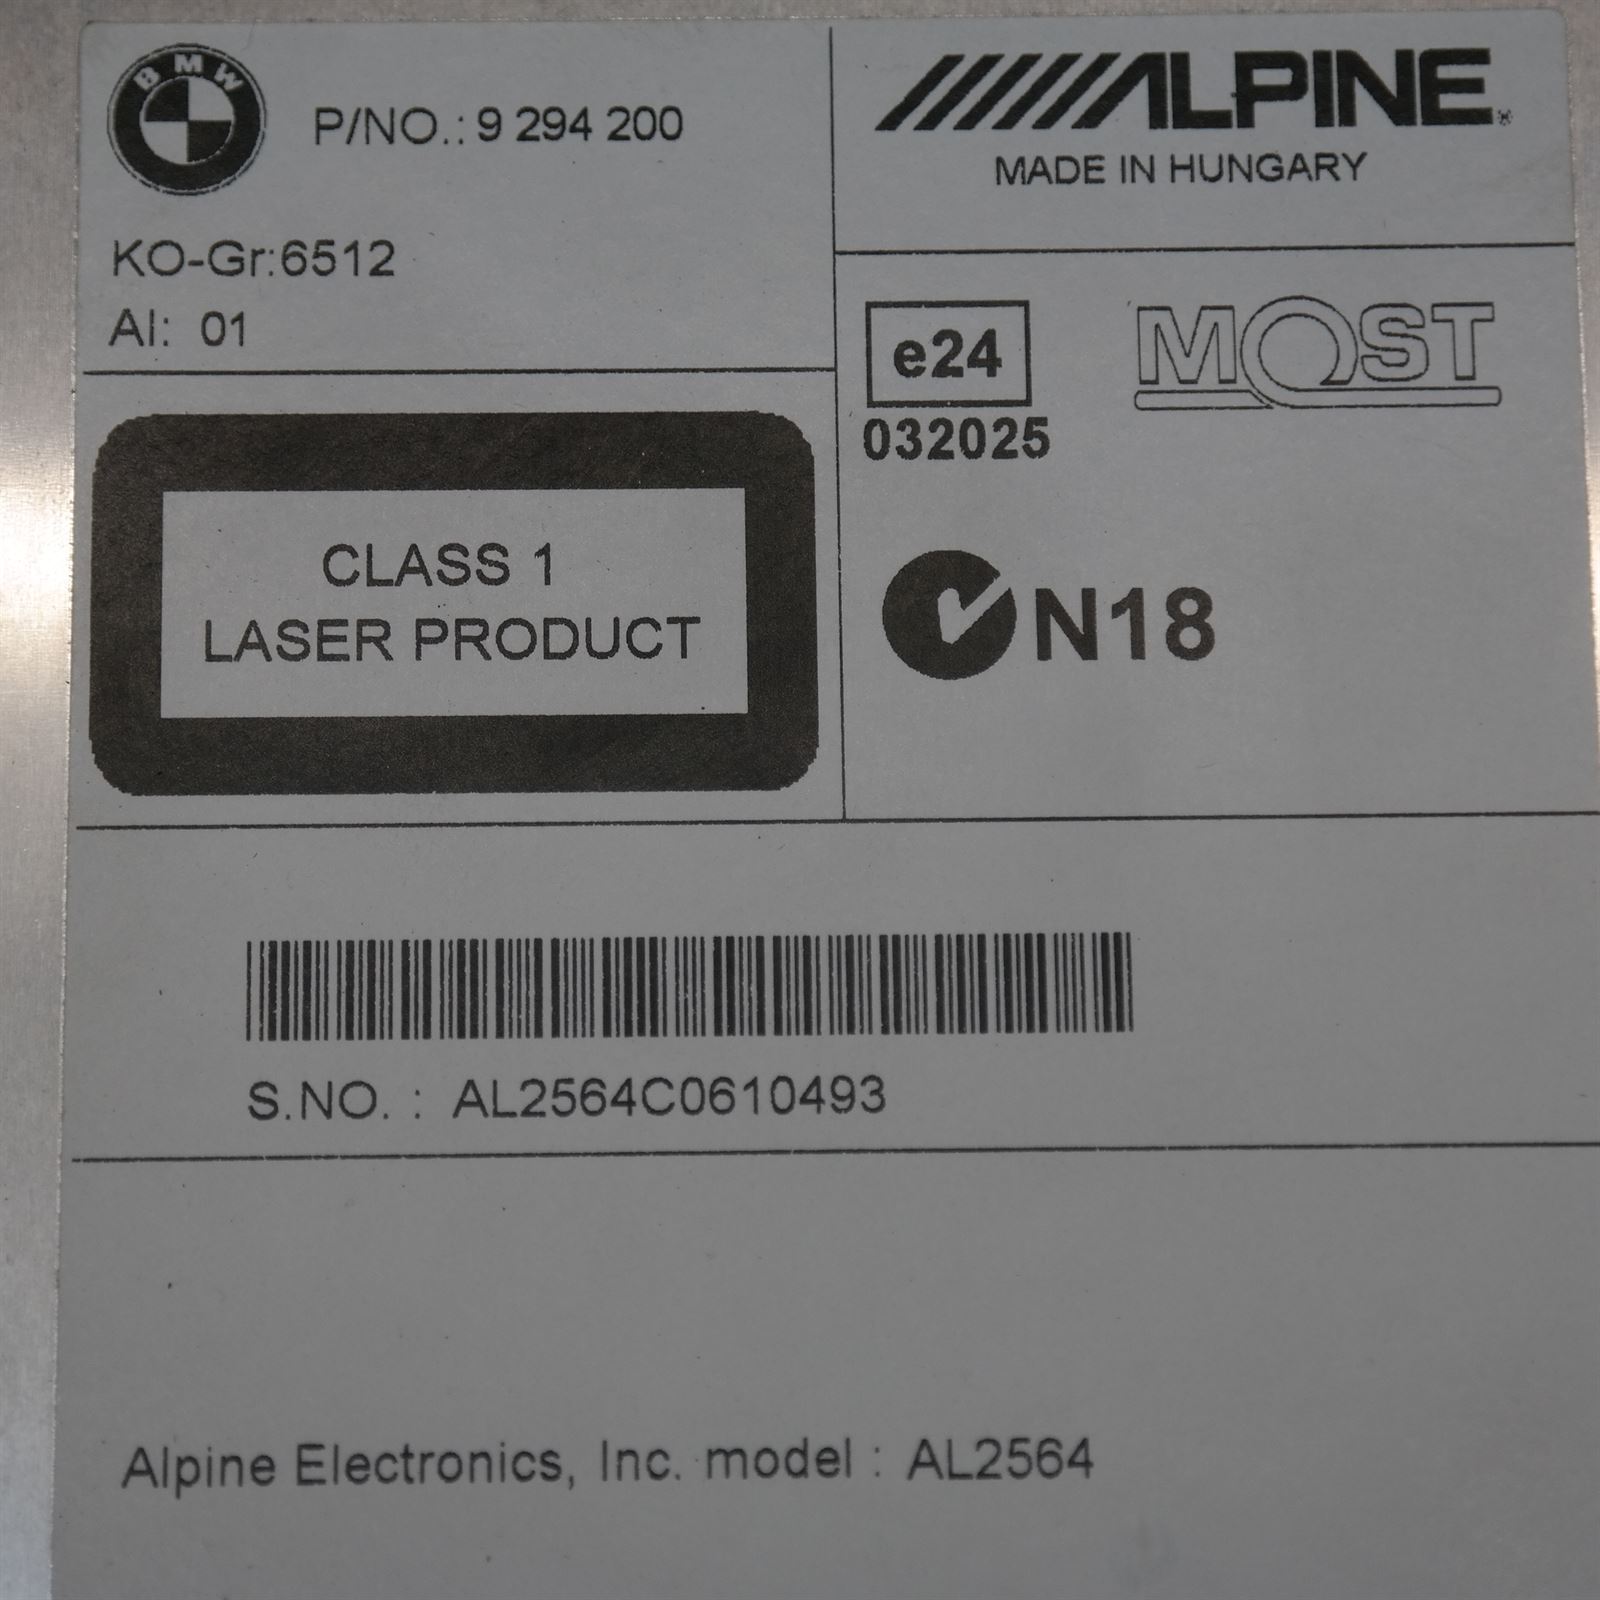 BMW
P/NO.: 9 294 200
KO-Gr:6512
AI: 01
ALPINE®
MADE IN HUNGARY
e24
032025
MOST
N18
CLASS 1
LASER PRODUCT
S.NO. : AL2564C0610493
Alpine Electronics, Inc. model : AL2564